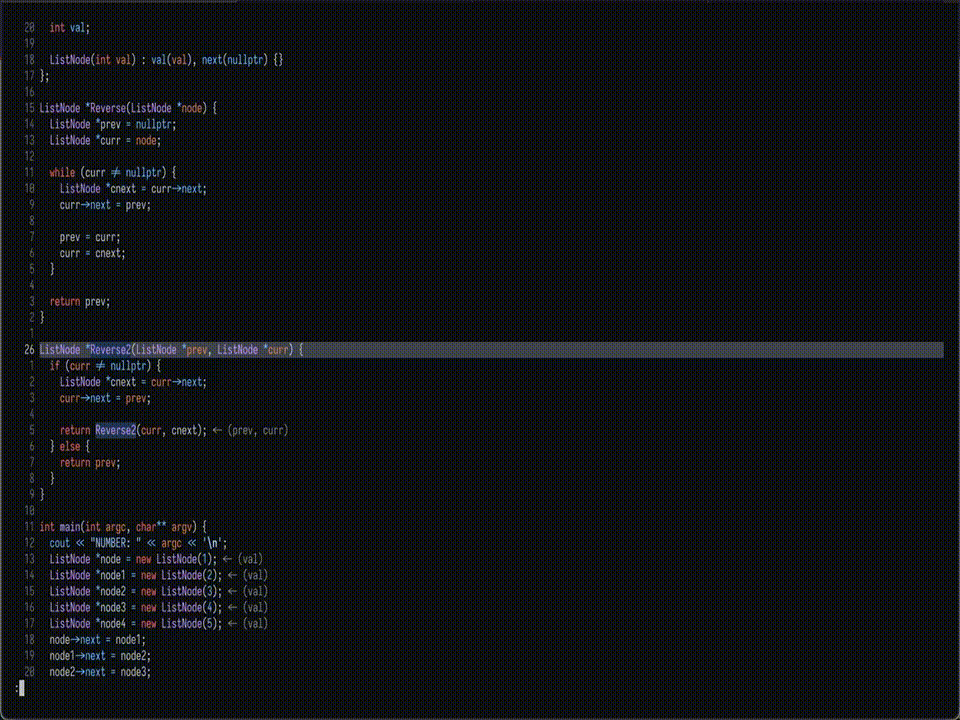 20 int val;
19
18 ListNode(int val) : val(val), next(nullptr) {}
17 };
16
15 ListNode *Reverse(ListNode *node) {
14 ListNode *prev = nullptr;
13 ListNode *curr = node;
12
11 while (curr ≠ nullptr) {
10 ListNode *cnext = curr→next;
9 curr→next = prev;
8
7 prev = curr;
6 curr = cnext;
5 }
4
3 return prev;
2 }
1
26 ListNode *Reverse2(ListNode *prev, ListNode *curr) {
1 if (curr ≠ nullptr) {
2 ListNode *cnext = curr→next;
3 curr→next = prev;
4
5 return Reverse2(curr, cnext); ← (prev, curr)
6 } else {
7 return prev;
8 }
9 }
10
11 int main(int argc, char** argv) {
12 cout ≪ "NUMBER: " ≪ argc ≪ '\n';
13 ListNode *node = new ListNode(1); ← (val)
14 ListNode *node1 = new ListNode(2); ← (val)
15 ListNode *node2 = new ListNode(3); ← (val)
16 ListNode *node3 = new ListNode(4); ← (val)
17 ListNode *node4 = new ListNode(5); ← (val)
18 node→next = node1;
19 node1→next = node2;
20 node2→next = node3;
: